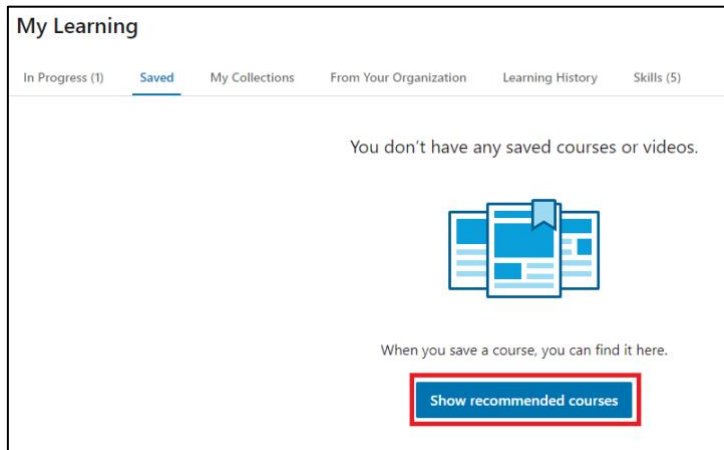 My Learning
In Progress (1) Saved My Collections From Your Organization Learning History Skills (5)
You don't have any saved courses or videos.
When you save a course, you can find it here.
Show recommended courses